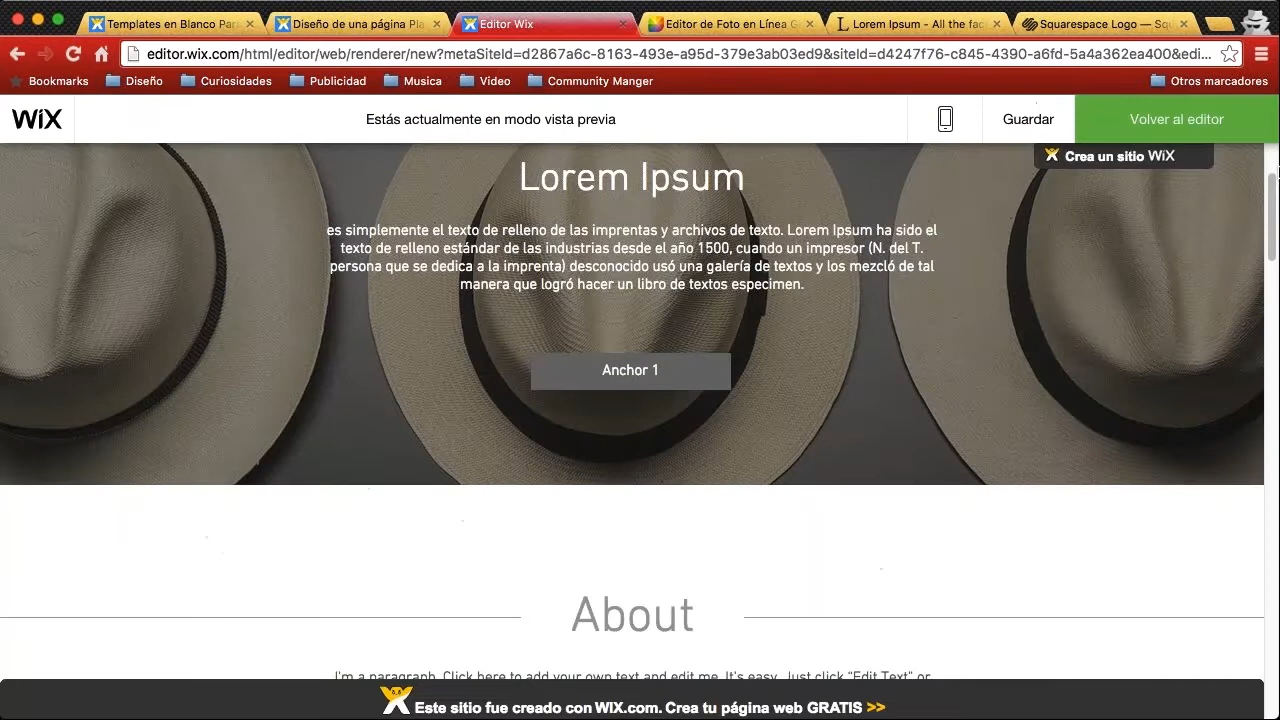 Templates en Blanco Par
Diseño de una página Pla
Editor Wix
Editor de Foto en Línea G
Lorem Ipsum - All the fac
Squarespace Logo — Squ
editor.wix.com/html/editor/web/renderer/new?metaSiteId=d2867a6c-8163-493e-a95d-379e3ab03ed9&siteId=d4247f76-c845-4390-a6fd-5a4a362ea400&edi...
Bookmarks
Diseño
Curiosidades
Publicidad
Musica
Video
Community Manger
Otros marcadores
WiX
Estás actualmente en modo vista previa
Guardar
Volver al editor
Crea un sitio WiX
Lorem Ipsum
es simplemente el texto de relleno de las imprentas y archivos de texto. Lorem Ipsum ha sido el
texto de relleno estándar de las industrias desde el año 1500, cuando un impresor (N. del T.
persona que se dedica a la imprenta) desconocido usó una galería de textos y los mezcló de tal
manera que logró hacer un libro de textos especimen.
Anchor 1
About
I'm a paragraph. Click here to add your own text and edit me. It's easy. Just click "Edit Text" or
Este sitio fue creado con WIX.com. Crea tu página web GRATIS >>